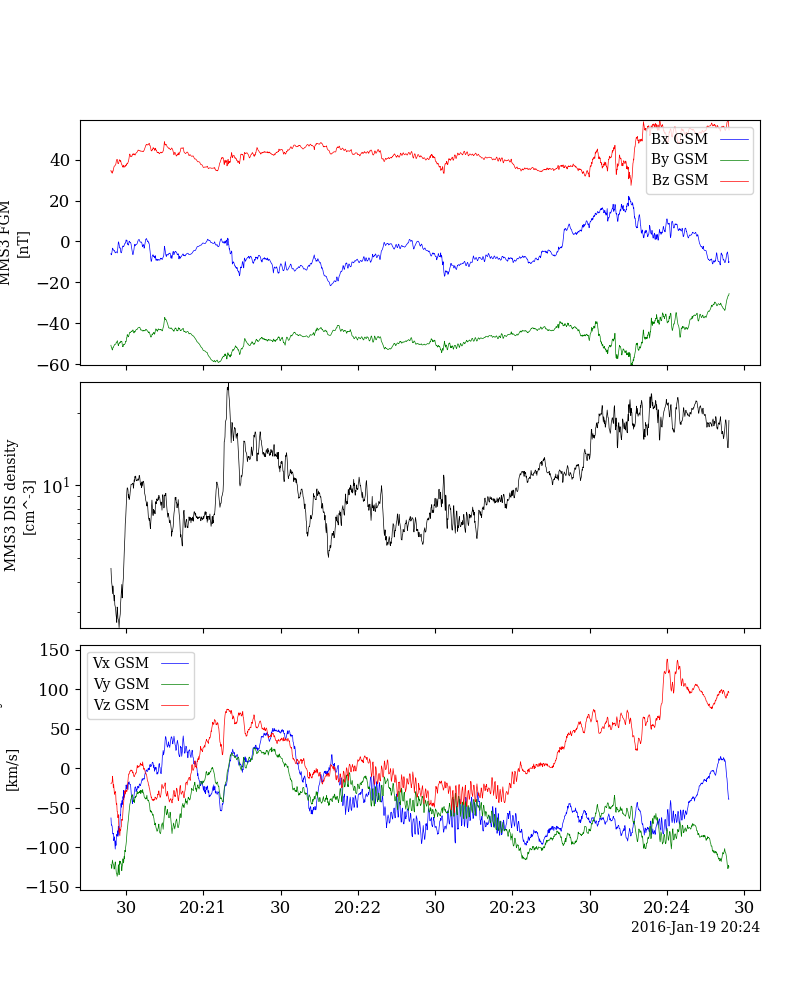 MMS3 FGM
[nT]
40
20
0
−20
−40
−60
Bx GSM
By GSM
Bz GSM
MMS3 DIS density
[cm^-3]
10^1
[km/s]
150
100
50
0
−50
−100
−150
Vx GSM
Vy GSM
Vz GSM
30 20:21 30 20:22 30 20:23 30 20:24 30
2016-Jan-19 20:24